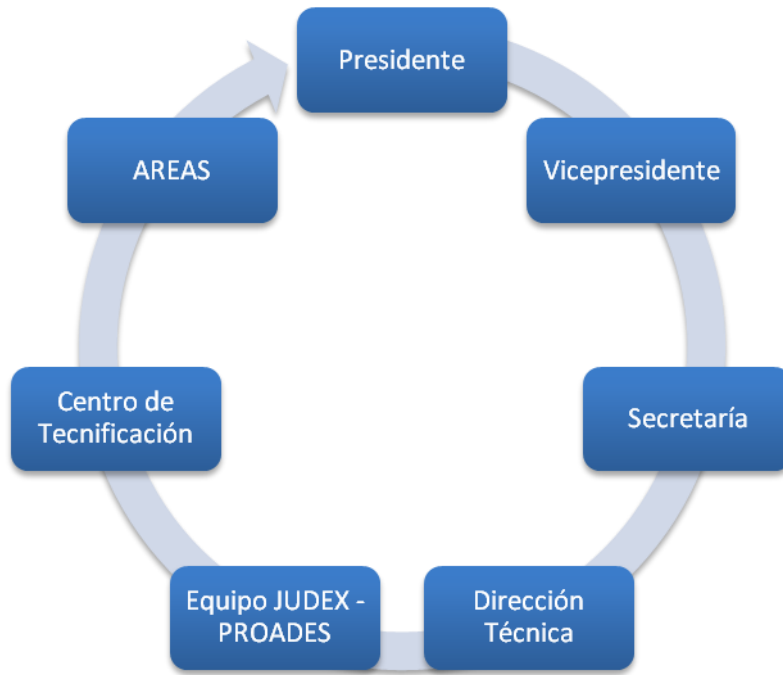 Presidente
Vicepresidente
Secretaría
Dirección
Técnica
Equipo JUDEX -
PROADES
Centro de
Tecnificación
AREAS